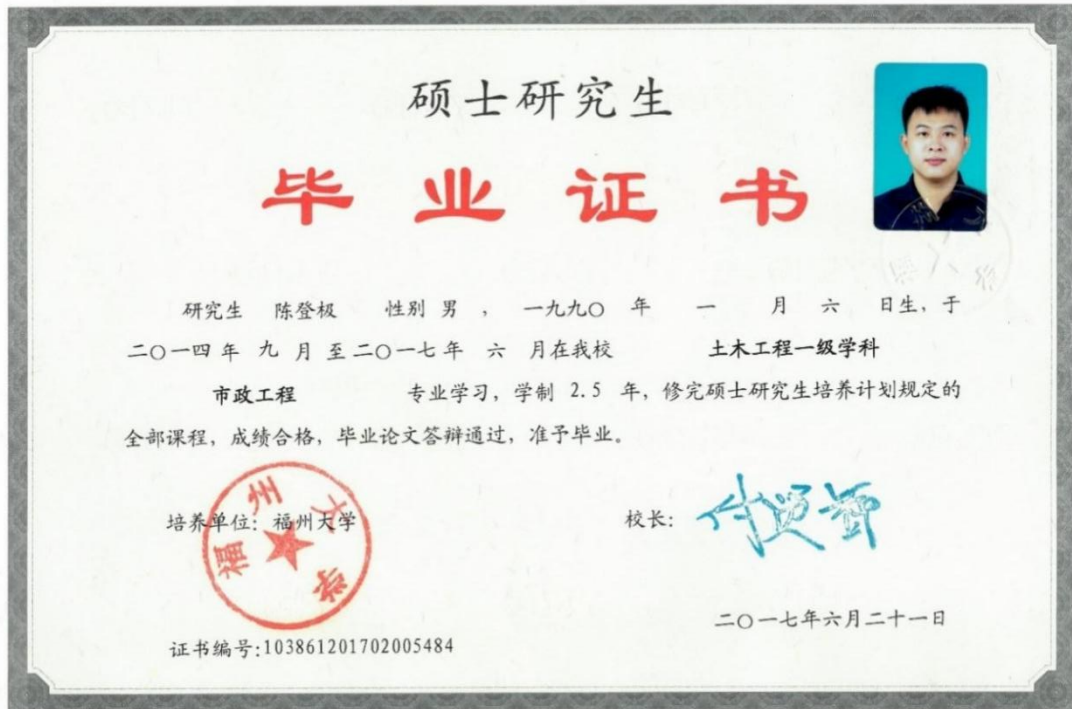 硕士研究生
毕业证书
研究生 陈登极 性别 男 , 一九九〇 年 一 月 六 日生, 于
二〇一四年 九 月 至二〇一七年 六 月在我校 土木工程一级学科
市政工程 专业学习, 学制 2.5 年, 修完硕士研究生培养计划规定的
全部课程, 成绩合格, 毕业论文答辩通过, 准予毕业。
培养单位: 福州大学
福州大学
校长:
二〇一七年六月二十一日
证书编号:103861201702005484